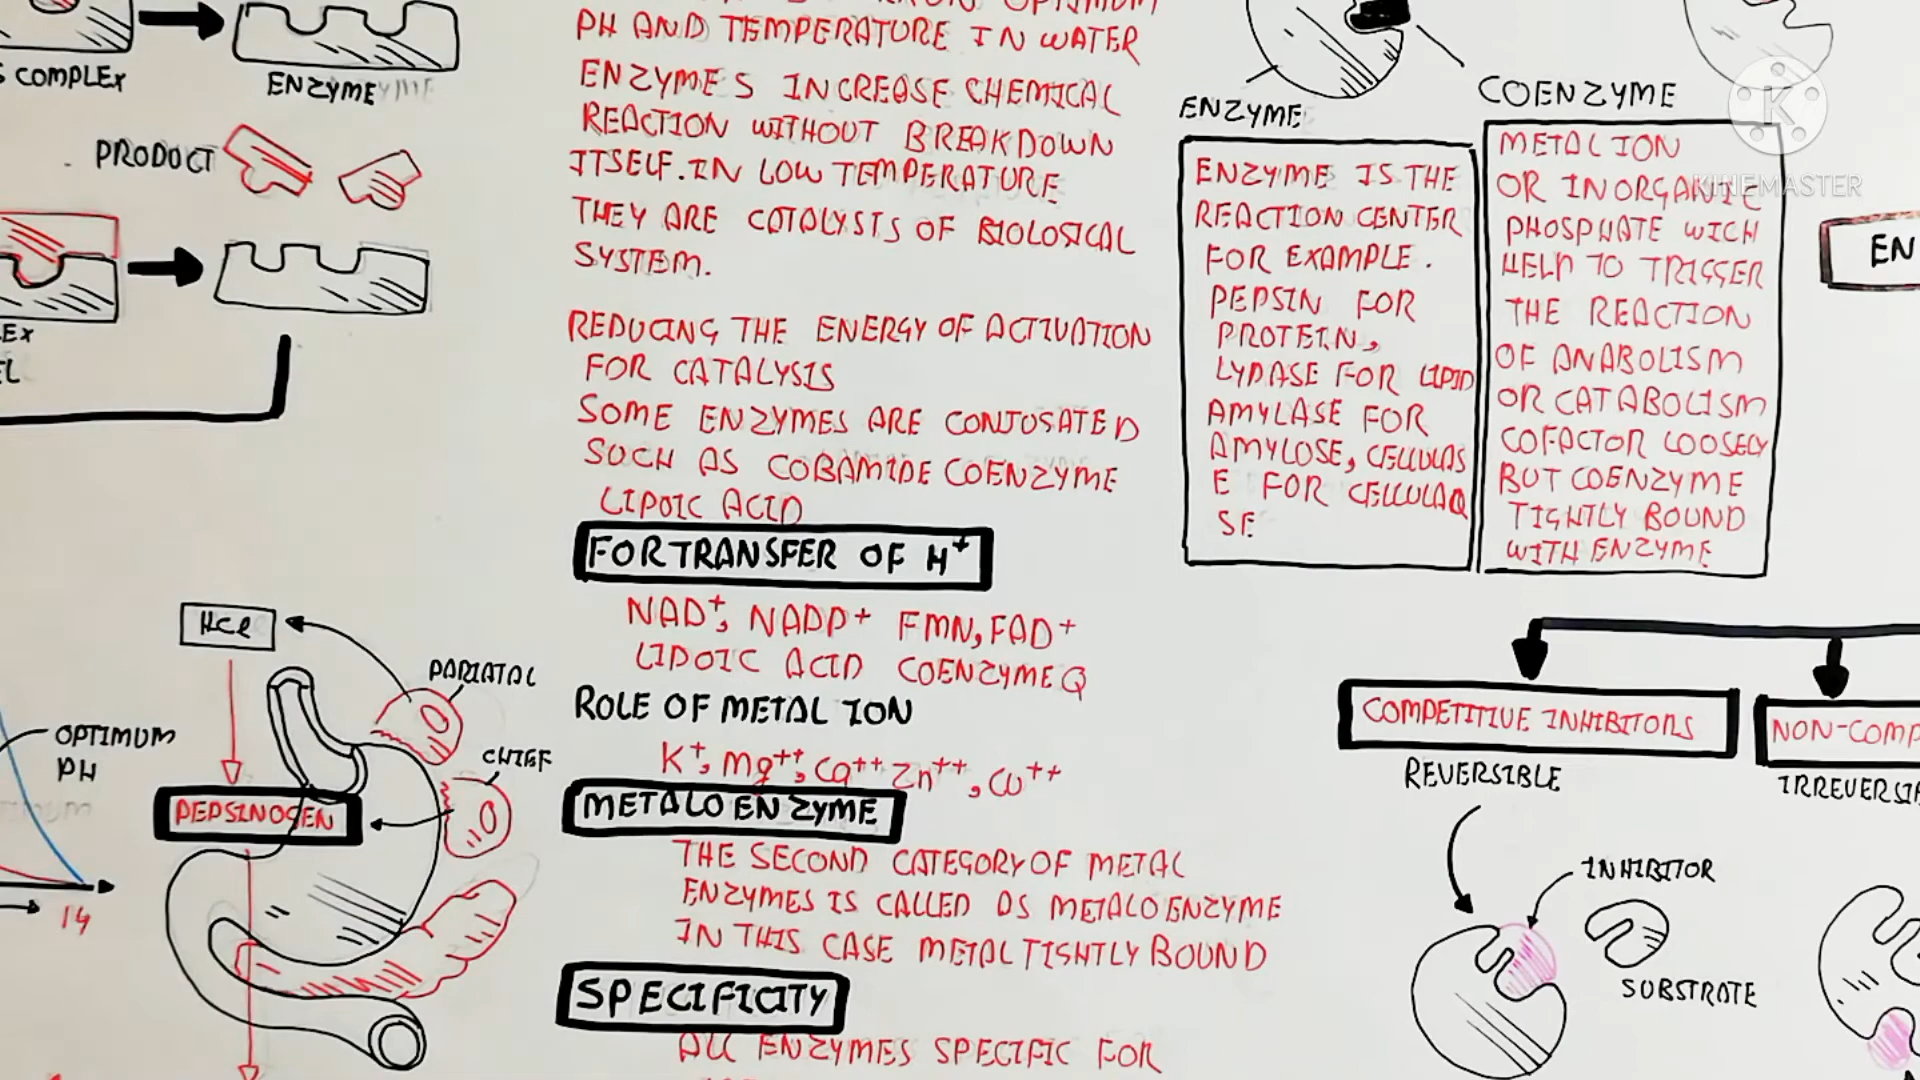 S COMPLEX
ENZYME
PRODUCT
EX
EL
PH AND TEMPERATURE IN WATER
ENZYMES INCREASE CHEMICAL
REACTION WITHOUT BREAKDOWN
ITSELF. IN LOW TEMPERATURE
THEY ARE CATALYSTS OF BIOLOSICAL
SYSTEM.
REDUCING THE ENERGY OF ACTIVATION
FOR CATALYSIS
SOME ENZYMES ARE CONJOSATED
SUCH AS COBAMIDE COENZYME
LIPOIC ACID
FOR TRANSFER OF H+
NAD+, NADP+ FMN, FAD+
LIPOIC ACID COENZYME Q
ROLE OF METAL ION
K+, Mg++, Ca++ Zn++, Cu++
METALOENZYME
THE SECOND CATEGORY OF METAL
ENZYMES IS CALLED AS METALOENZYME
IN THIS CASE METAL TIGHTLY BOUND
SPECIFICITY
ALL ENZYMES SPECIFIC FOR
HCl
PARIATAL
CHIEF
PEPSINOGEN
OPTIMUM
PH
14
ENZYME
ENZYME IS THE
REACTION CENTER
FOR EXAMPLE.
PEPSIN FOR
PROTEIN,
LYPASE FOR LIPID
AMYLASE FOR
AMYLOSE, CELLULAS
E FOR CELLULAO
SE
COENZYME
METAL ION
OR INORGANIC
PHOSPHATE WICH
HELP TO TRIGGER
THE REACTION
OF ANABOLISM
OR CATABOLISM
COFACTOR LOOSELY
BUT COENZYME
TIGHTLY BOUND
WITH ENZYME
K
KINEMASTER
EN
COMPETITIVE INHIBITORS
REVERSIBLE
NON-COMP
IRREVERSI
INHIBITOR
SUBSTRATE